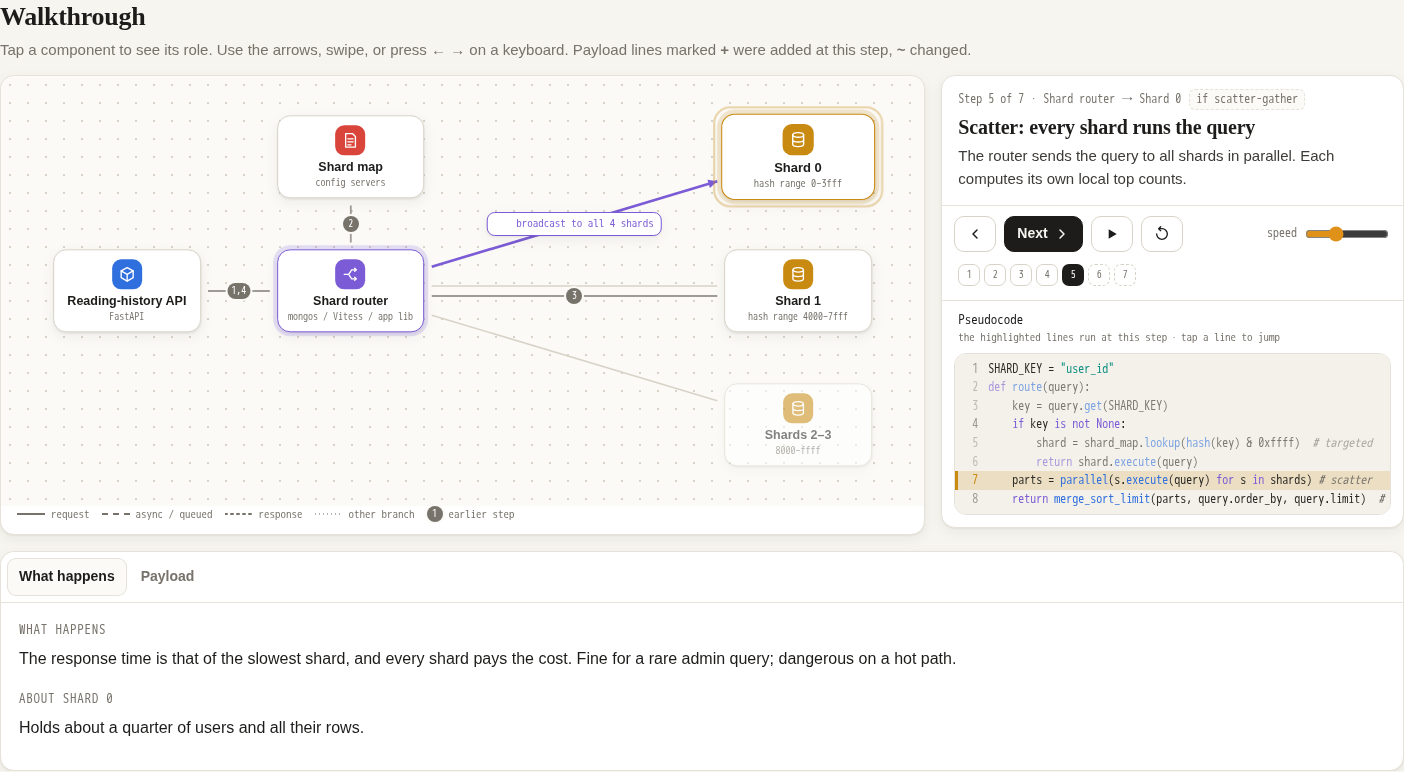 Walkthrough
Tap a component to see its role. Use the arrows, swipe, or press ← → on a keyboard. Payload lines marked + were added at this step, ~ changed.
Shard map
config servers
2
Reading-history API
FastAPI
1,4
Shard router
mongos / Vitess / app lib
broadcast to all 4 shards
3
Shard 0
hash range 0–3fff
Shard 1
hash range 4000–7fff
Shards 2–3
8000–ffff
request
async / queued
response
other branch
1 earlier step
Step 5 of 7 · Shard router → Shard 0 if scatter-gather
Scatter: every shard runs the query
The router sends the query to all shards in parallel. Each
computes its own local top counts.
Next
speed
1 2 3 4 5 6 7
Pseudocode
the highlighted lines run at this step · tap a line to jump
1 SHARD_KEY = "user_id"
2 def route(query):
3     key = query.get(SHARD_KEY)
4     if key is not None:
5         shard = shard_map.lookup(hash(key) & 0xffff)  # targeted
6         return shard.execute(query)
7     parts = parallel(s.execute(query) for s in shards) # scatter
8     return merge_sort_limit(parts, query.order_by, query.limit)  #
What happens
Payload
WHAT HAPPENS
The response time is that of the slowest shard, and every shard pays the cost. Fine for a rare admin query; dangerous on a hot path.
ABOUT SHARD 0
Holds about a quarter of users and all their rows.